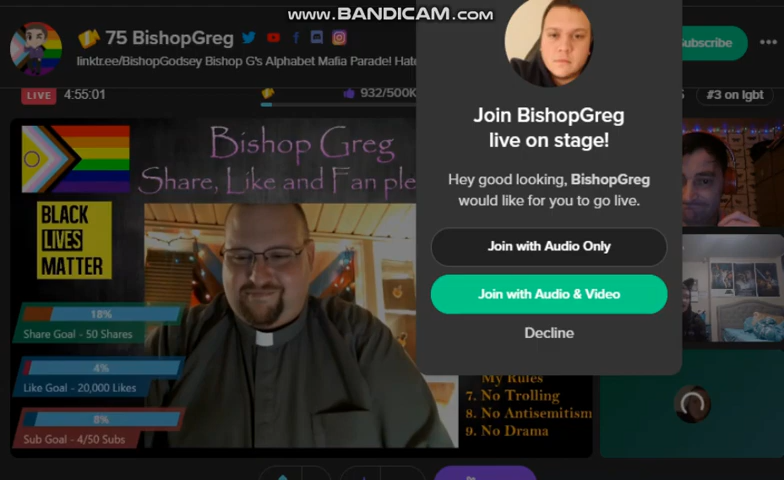 www.BANDICAM.com
75 BishopGreg
Subscribe
linktr.ee/BishopGodsey Bishop G's Alphabet Mafia Parade! Hate
LIVE 4:55:01
932/500K
#3 on lgbt
Join BishopGreg
live on stage!
Hey good looking, BishopGreg
would like for you to go live.
Join with Audio Only
Join with Audio & Video
Decline
Bishop Greg
Share, Like and Fan ple
BLACK
LIVES
MATTER
18%
Share Goal - 50 Shares
4%
Like Goal - 20,000 Likes
8%
Sub Goal - 4/50 Subs
My Rules
7. No Trolling
8. No Antisemitism
9. No Drama